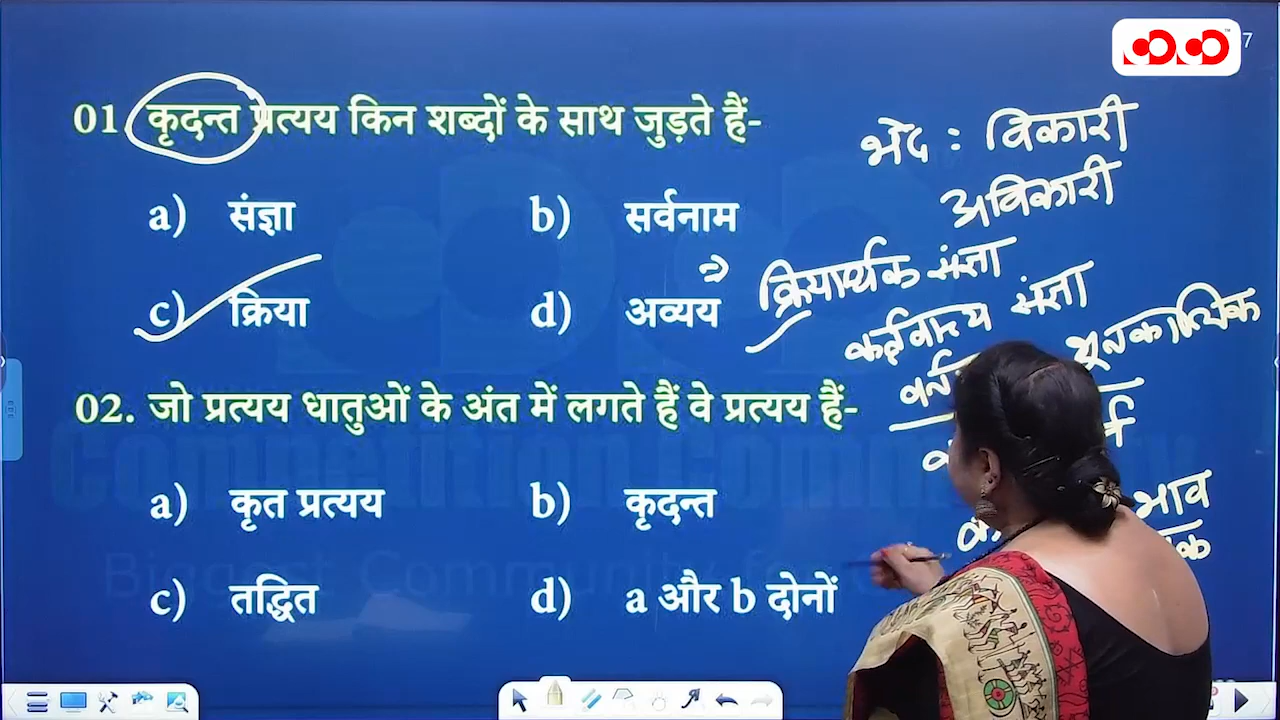 01 कृदन्त प्रत्यय किन शब्दों के साथ जुड़ते हैं-
a) संज्ञा b) सर्वनाम
c) क्रिया d) अव्यय
02. जो प्रत्यय धातुओं के अंत में लगते हैं वे प्रत्यय हैं-
a) कृत प्रत्यय b) कृदन्त
c) तद्धित d) a और b दोनों
भेद : विकारी
अविकारी
क्रियार्थक संज्ञा
कर्तृवाच्य संज्ञा
भाव
7